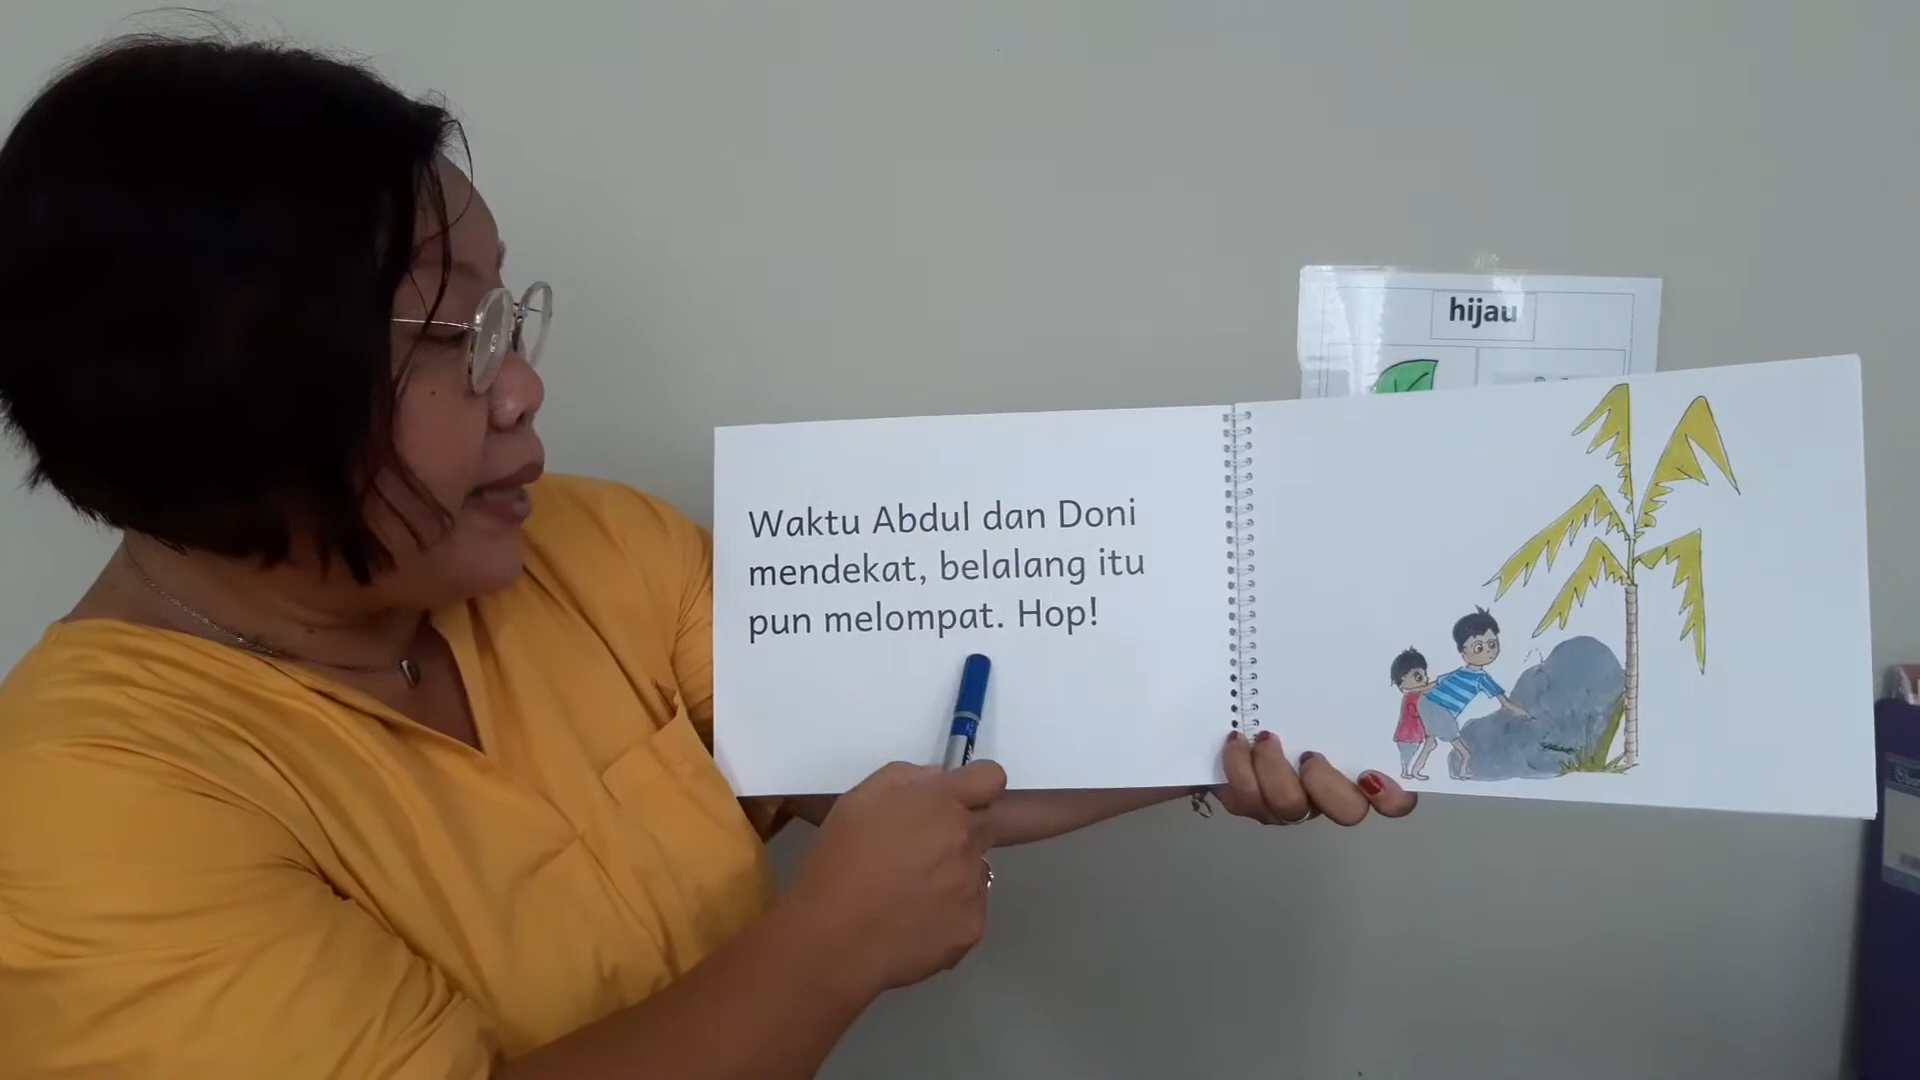 hijau
Waktu Abdul dan Doni
mendekat, belalang itu
pun melompat. Hop!